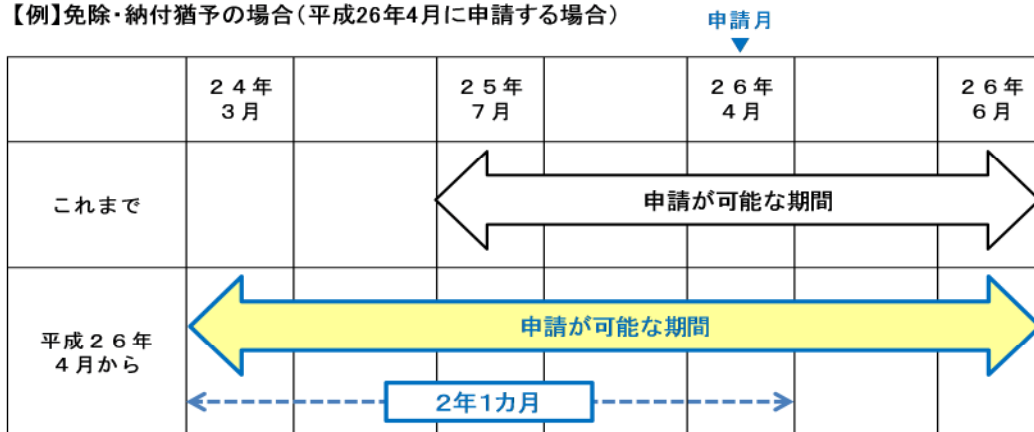 【例】免除・納付猶予の場合(平成26年4月に申請する場合)
申請月
▼
２４年
３月
２５年
７月
２６年
４月
２６年
６月
これまで
申請が可能な期間
平成２６年
４月から
申請が可能な期間
2年1カ月